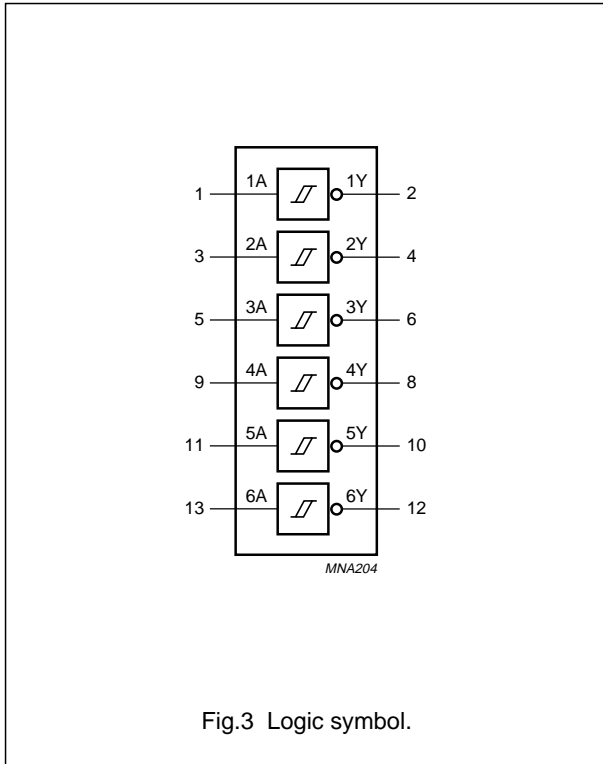 1 1A 1Y 2
3 2A 2Y 4
5 3A 3Y 6
9 4A 4Y 8
11 5A 5Y 10
13 6A 6Y 12
MNA204
Fig.3 Logic symbol.